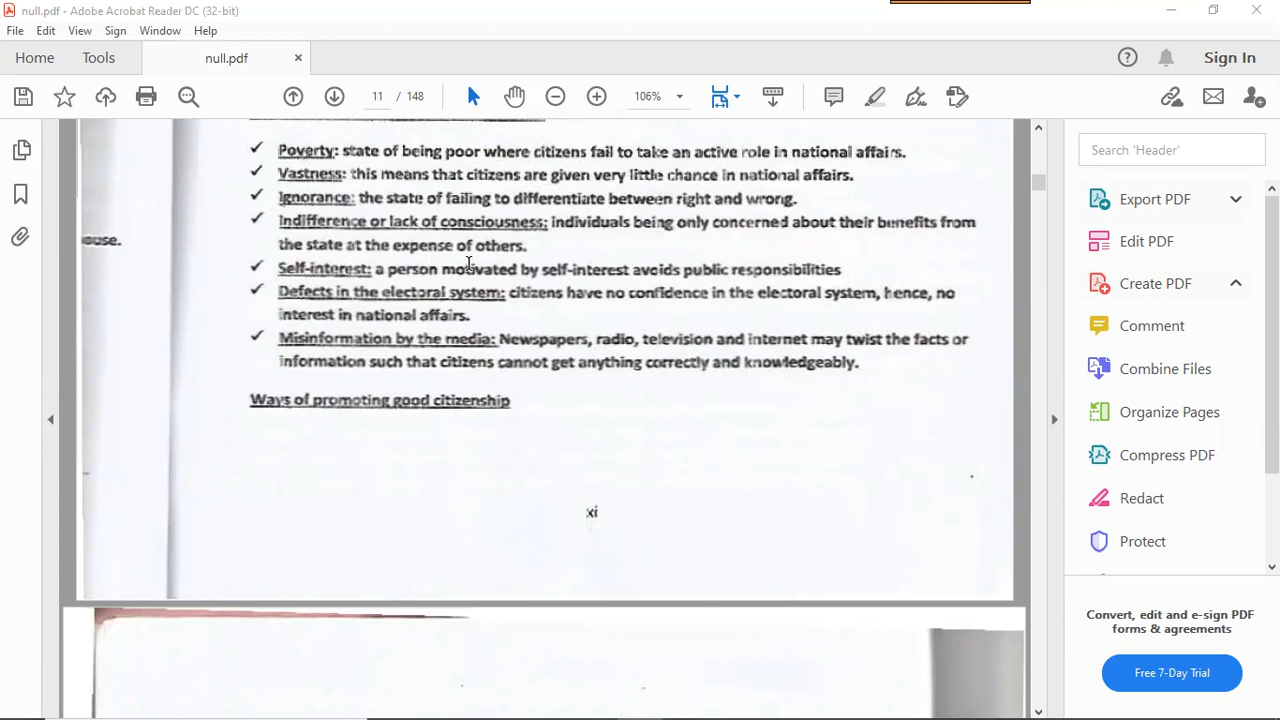 null.pdf - Adobe Acrobat Reader DC (32-bit)
File Edit View Sign Window Help
Home Tools null.pdf × Sign In
11 / 148 106%
Poverty: state of being poor where citizens fail to take an active role in national affairs.
Vastness: this means that citizens are given very little chance in national affairs.
Ignorance: the state of failing to differentiate between right and wrong.
Indifference or lack of consciousness: individuals being only concerned about their benefits from
ouse.
the state at the expense of others.
Self-interest: a person motivated by self-interest avoids public responsibilities
Defects in the electoral system: citizens have no confidence in the electoral system, hence, no
interest in national affairs.
Misinformation by the media: Newspapers, radio, television and internet may twist the facts or
information such that citizens cannot get anything correctly and knowledgeably.
Ways of promoting good citizenship
xi
Search 'Header'
Export PDF
Edit PDF
Create PDF
Comment
Combine Files
Organize Pages
Compress PDF
Redact
Protect
Convert, edit and e-sign PDF
forms & agreements
Free 7-Day Trial